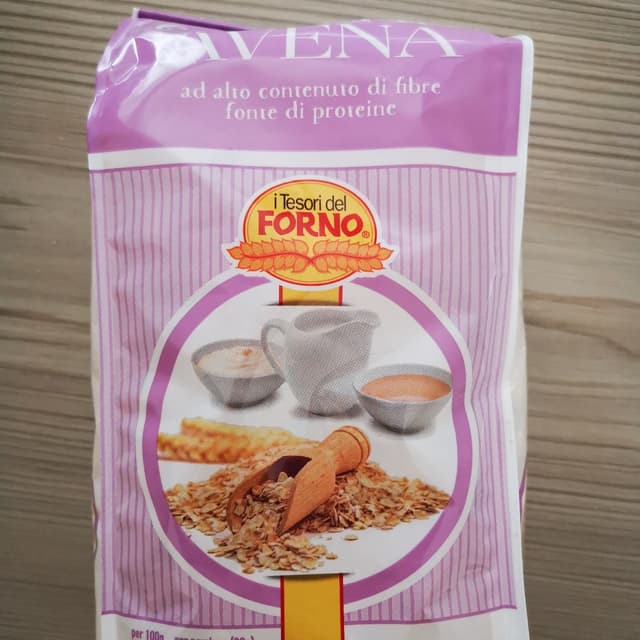 AVENA
ad alto contenuto di fibre
fonte di proteine
i Tesori del
FORNO®
per 100g